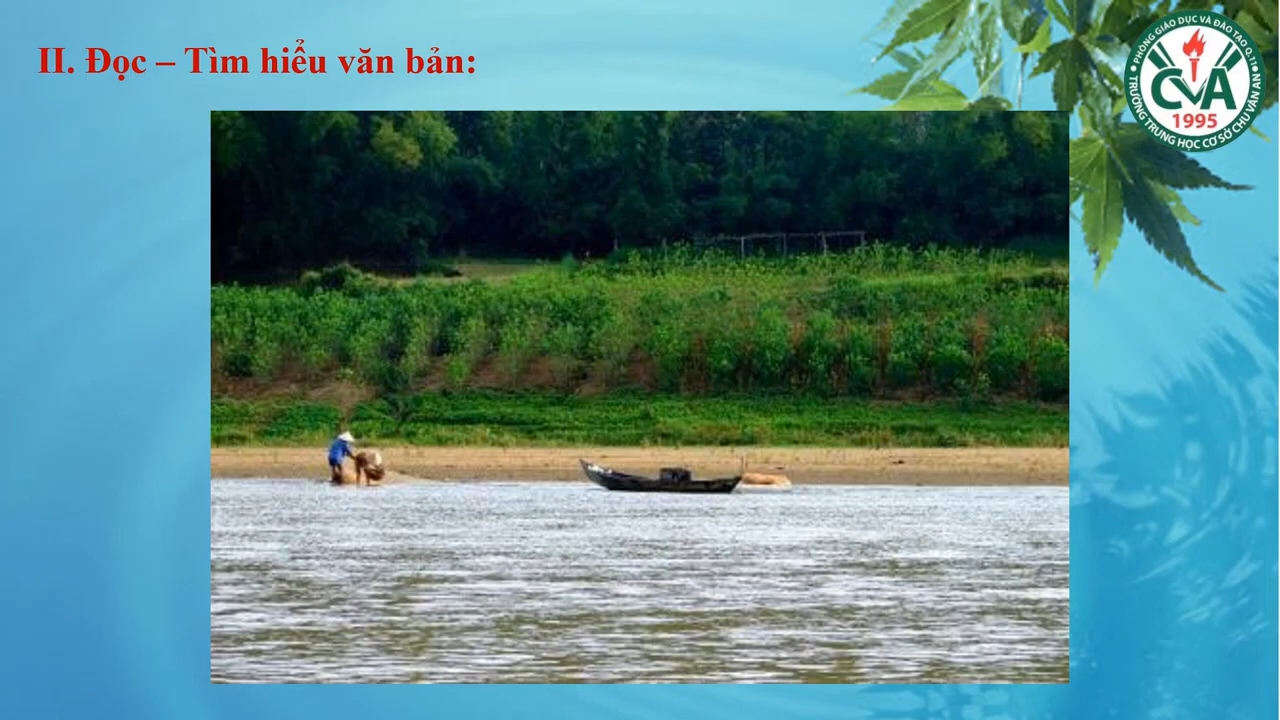 II. Đọc – Tìm hiểu văn bản:
PHÒNG GIÁO DỤC VÀ ĐÀO TẠO Q.11
CVA
1995
TRƯỜNG TRUNG HỌC CƠ SỞ CHU VĂN AN